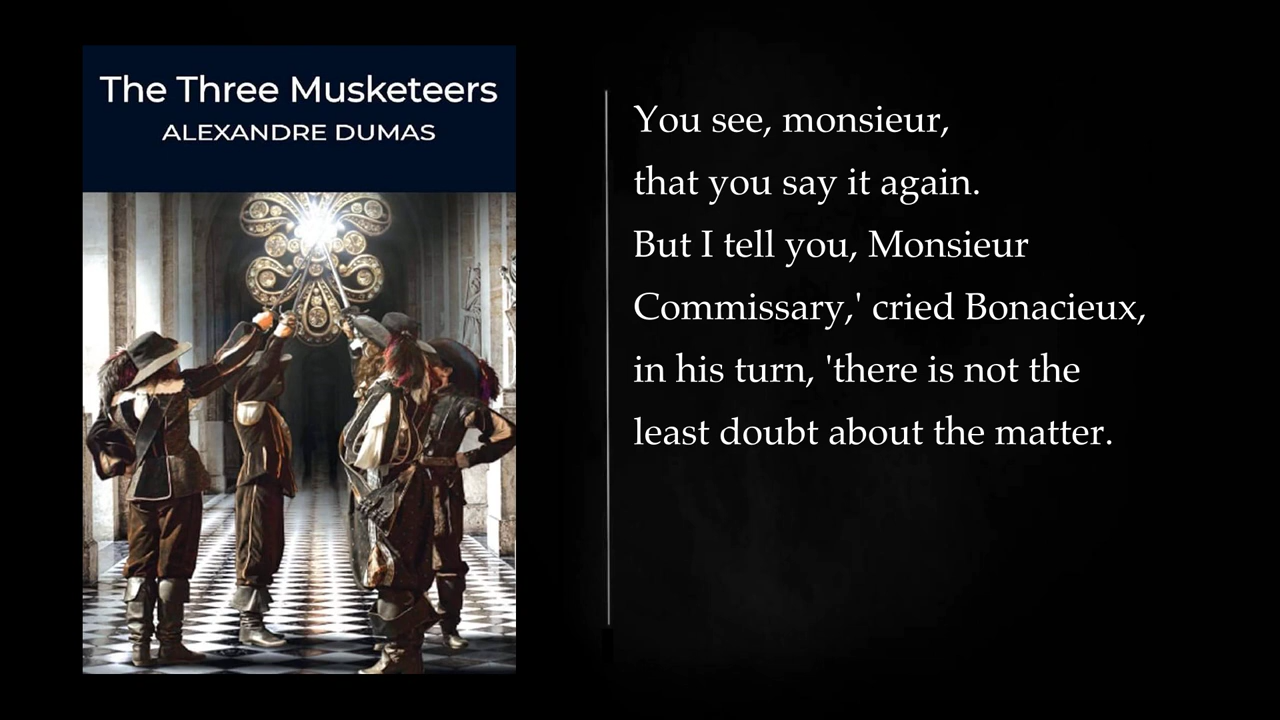 The Three Musketeers
ALEXANDRE DUMAS
You see, monsieur,
that you say it again.
But I tell you, Monsieur
Commissary,' cried Bonacieux,
in his turn, 'there is not the
least doubt about the matter.